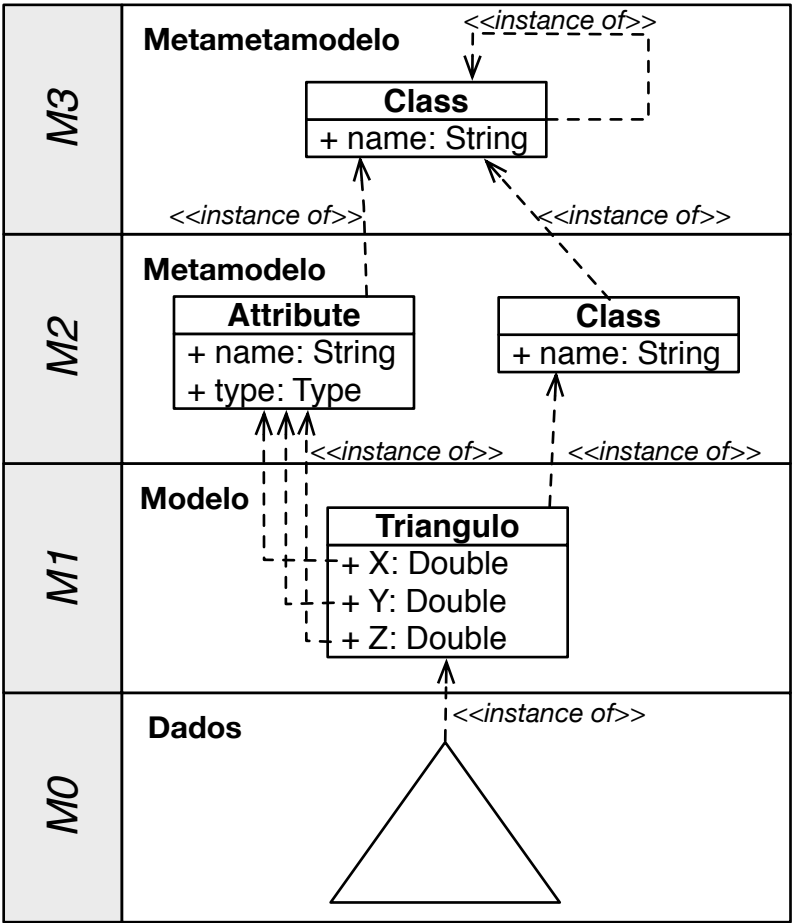 <<instance of>>
Metametamodelo
M3
Class
+ name: String
<<instance of>>
<<instance of>>
Metamodelo
M2
Attribute
+ name: String
+ type: Type
Class
+ name: String
<<instance of>>
<<instance of>>
Modelo
M1
Triangulo
+ X: Double
+ Y: Double
+ Z: Double
<<instance of>>
Dados
M0